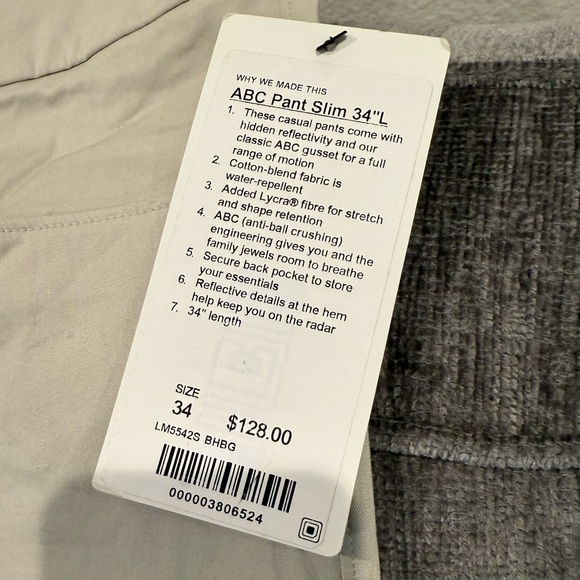 WHY WE MADE THIS
ABC Pant Slim 34"L
1. These casual pants come with
hidden reflectivity and our
classic ABC gusset for a full
range of motion
2. Cotton-blend fabric is
water-repellent
3. Added Lycra® fibre for stretch
and shape retention
4. ABC (anti-ball crushing)
engineering gives you and the
family jewels room to breathe
5. Secure back pocket to store
your essentials
6. Reflective details at the hem
help keep you on the radar
7. 34" length
SIZE
34
$128.00
LM5542S BHBG
000003806524